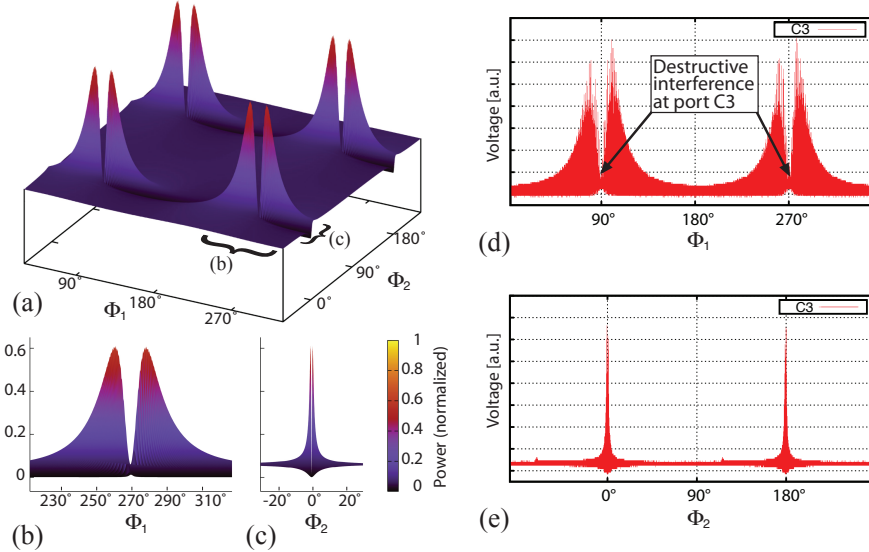 90°
180°
270°
Φ1
0°
90°
180°
Φ2
(b)
(c)
(a)
0.6
0.4
0.2
0
230°
250°
270°
290°
310°
Φ1
(b)
-20
0
20
Φ2
(c)
1
0.8
0.6
0.4
0.2
0
Power (normalized)
C3
Destructive
interference
at port C3
Voltage [a.u.]
90°
180°
270°
Φ1
(d)
C3
Voltage [a.u.]
0°
90°
180°
Φ2
(e)